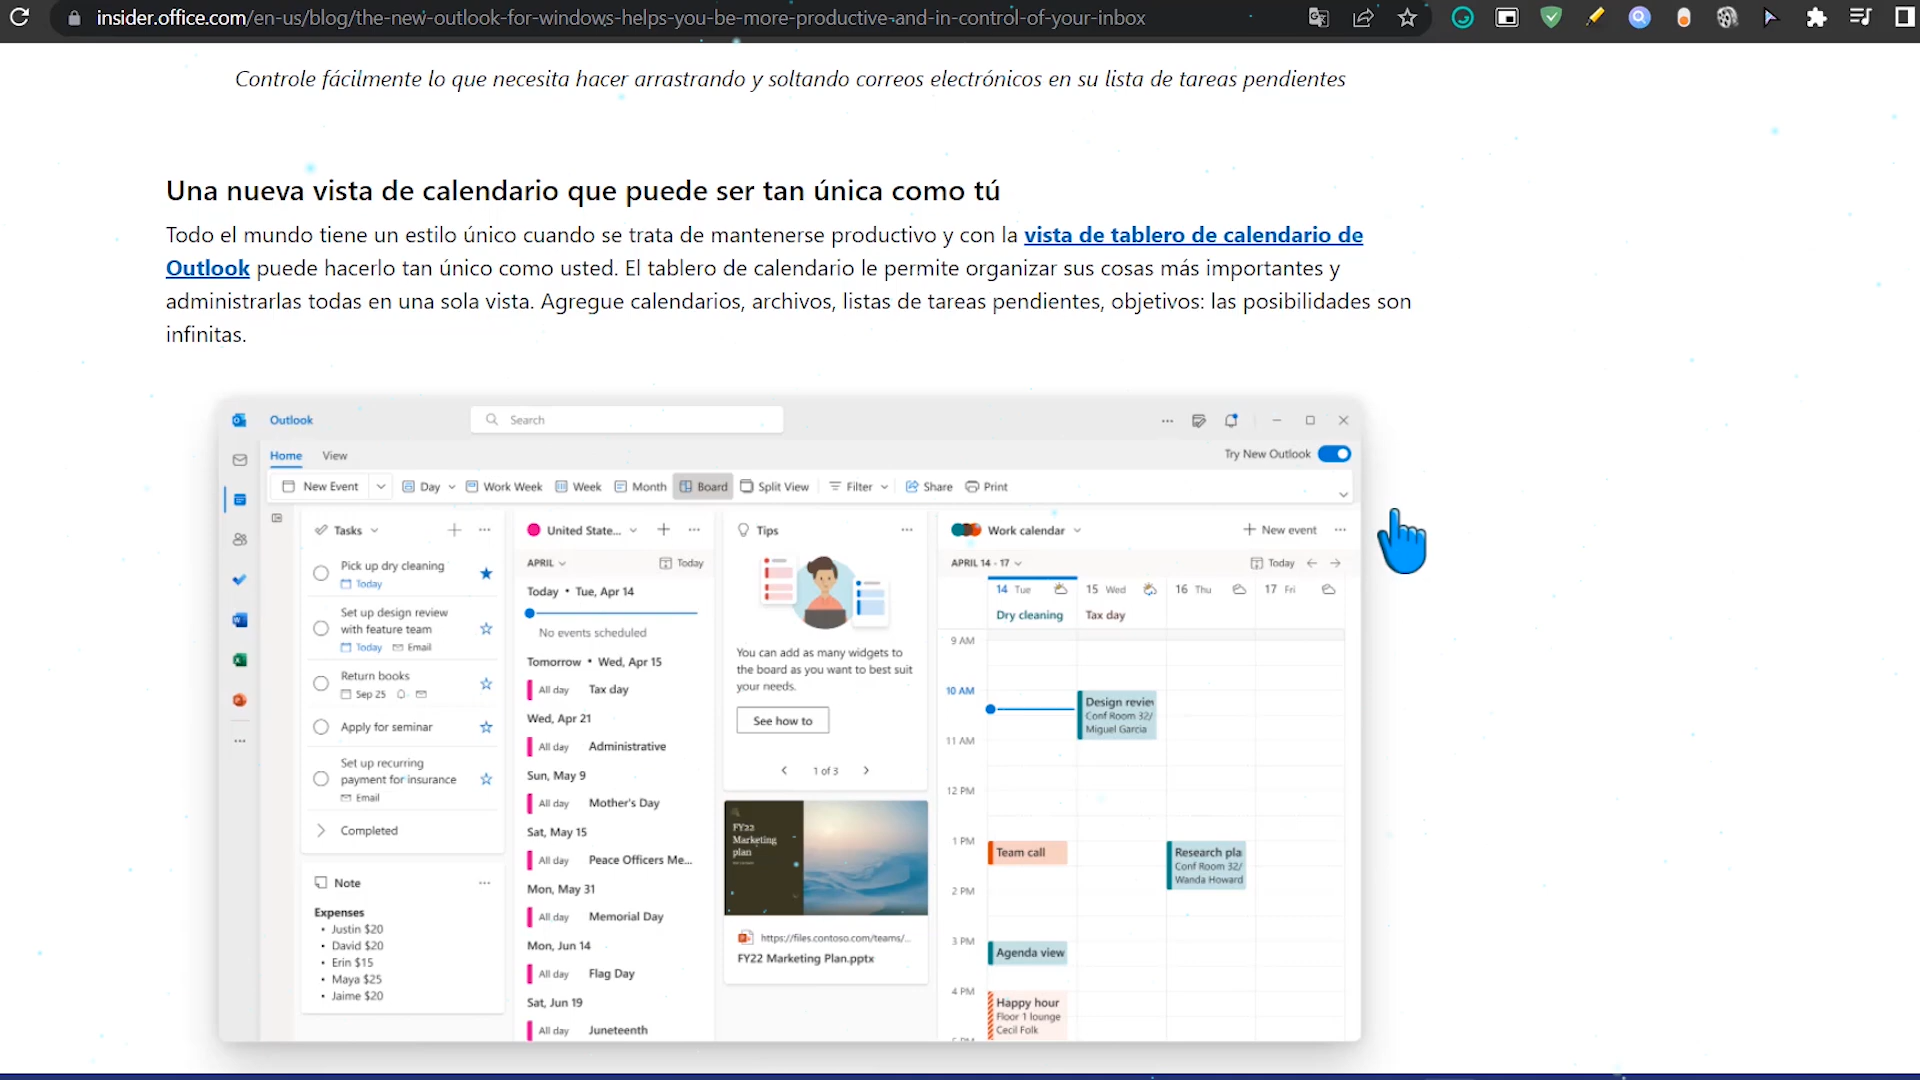 insider.office.com/en-us/blog/the-new-outlook-for-windows-helps-you-be-more-productive-and-in-control-of-your-inbox
Controle fácilmente lo que necesita hacer arrastrando y soltando correos electrónicos en su lista de tareas pendientes
Una nueva vista de calendario que puede ser tan única como tú
Todo el mundo tiene un estilo único cuando se trata de mantenerse productivo y con la vista de tablero de calendario de
Outlook puede hacerlo tan único como usted. El tablero de calendario le permite organizar sus cosas más importantes y
administrarlas todas en una sola vista. Agregue calendarios, archivos, listas de tareas pendientes, objetivos: las posibilidades son
infinitas.
Outlook
Search
Home View
Try New Outlook
New Event Day Work Week Week Month Board Split View Filter Share Print
Tasks
Pick up dry cleaning
Today
Set up design review
with feature team
Today Email
Return books
Sep 25
Apply for seminar
Set up recurring
payment for insurance
Email
Completed
Note
Expenses
• Justin $20
• David $20
• Erin $15
• Maya $25
• Jaime $20
United State...
APRIL Today
Today • Tue, Apr 14
No events scheduled
Tomorrow • Wed, Apr 15
All day Tax day
Wed, Apr 21
All day Administrative
Sun, May 9
All day Mother's Day
Sat, May 15
All day Peace Officers Me...
Mon, May 31
All day Memorial Day
Mon, Jun 14
All day Flag Day
Sat, Jun 19
All day Juneteenth
Tips
You can add as many widgets to
the board as you want to best suit
your needs.
See how to
1 of 3
FY22
Marketing
plan
https://files.contoso.com/teams/...
FY22 Marketing Plan.pptx
Work calendar
New event
APRIL 14 - 17
Today
14 Tue 15 Wed 16 Thu 17 Fri
Dry cleaning Tax day
9 AM
10 AM
Design review
Conf Room 32/
Miguel Garcia
11 AM
12 PM
1 PM
Team call
Research pla
Conf Room 32/
Wanda Howard
2 PM
3 PM
Agenda view
4 PM
Happy hour
Floor 1 lounge
Cecil Folk